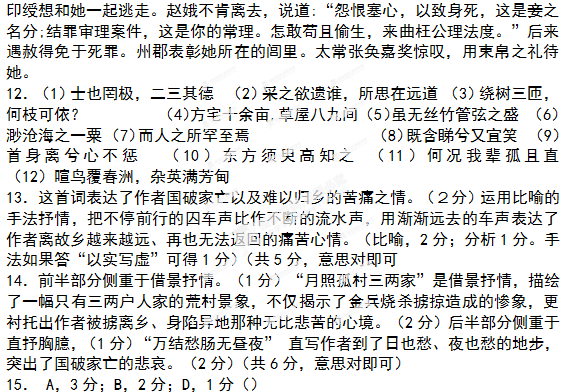 印绶想和她一起逃走。赵娥不肯离去，说道：“怨恨塞心，以致身死，这是妾之
名分；结罪审理案件，这是你的常理。怎敢苟且偷生，来曲枉公理法度。”后来
遇赦得免于死罪。州郡表彰她所在的闾里。太常张奂嘉奖惊叹，用束帛之礼待
她。
12．（1）士也罔极，二三其德 （2）采之欲遗谁，所思在远道 （3）绕树三匝，
何枝可依? （4）方宅十余亩，草屋八九间（5）虽无丝竹管弦之盛 （6）
渺沧海之一粟（7）而人之所罕至焉 （8）既含睇兮又宜笑 （9）
首身离兮心不惩 （10）东方须臾高知之 （11）何况我辈孤且直
（12）喧鸟覆春洲，杂英满芳甸
13．这首词表达了作者国破家亡以及难以归乡的苦痛之情。（2分）运用比喻的
手法抒情，把不停前行的囚车声比作不断的流水声，用渐渐远去的车声表达了
作者离故乡越来越远、再也无法返回的痛苦心情。（比喻，2分；分析1分。手
法如果答“以实写虚”可得1分）（共5分，意思对即可
14．前半部分侧重于借景抒情。（1分）“月照孤村三两家”是借景抒情，描绘
了一幅只有三两户人家的荒村景象，不仅揭示了金兵烧杀掳掠造成的惨象，更
衬托出作者被掳离乡、身陷异地那种无比悲苦的心境。（2分）后半部分侧重于
直抒胸臆，（1分）“万结愁肠无昼夜” 直写作者到了日也愁、夜也愁的地步，
突出了国破家亡的悲哀。（2分）（共6分，意思对即可）
15． A，3分；B，2分；D，1分（）